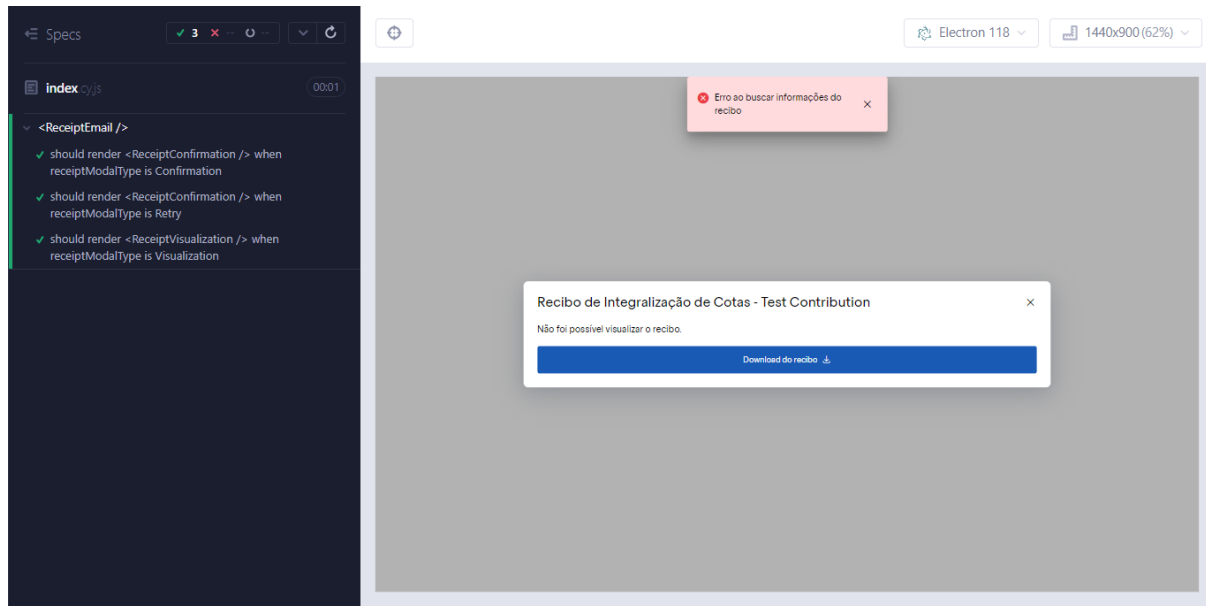 Specs
3 -- --
index.cy.js 00:01
<ReceiptEmail />
should render <ReceiptConfirmation /> when
receiptModalType is Confirmation
should render <ReceiptConfirmation /> when
receiptModalType is Retry
should render <ReceiptVisualization /> when
receiptModalType is Visualization
Electron 118
1440x900 (62%)
Erro ao buscar informações do
recibo
Recibo de Integralização de Cotas - Test Contribution
Não foi possível visualizar o recibo.
Download do recibo